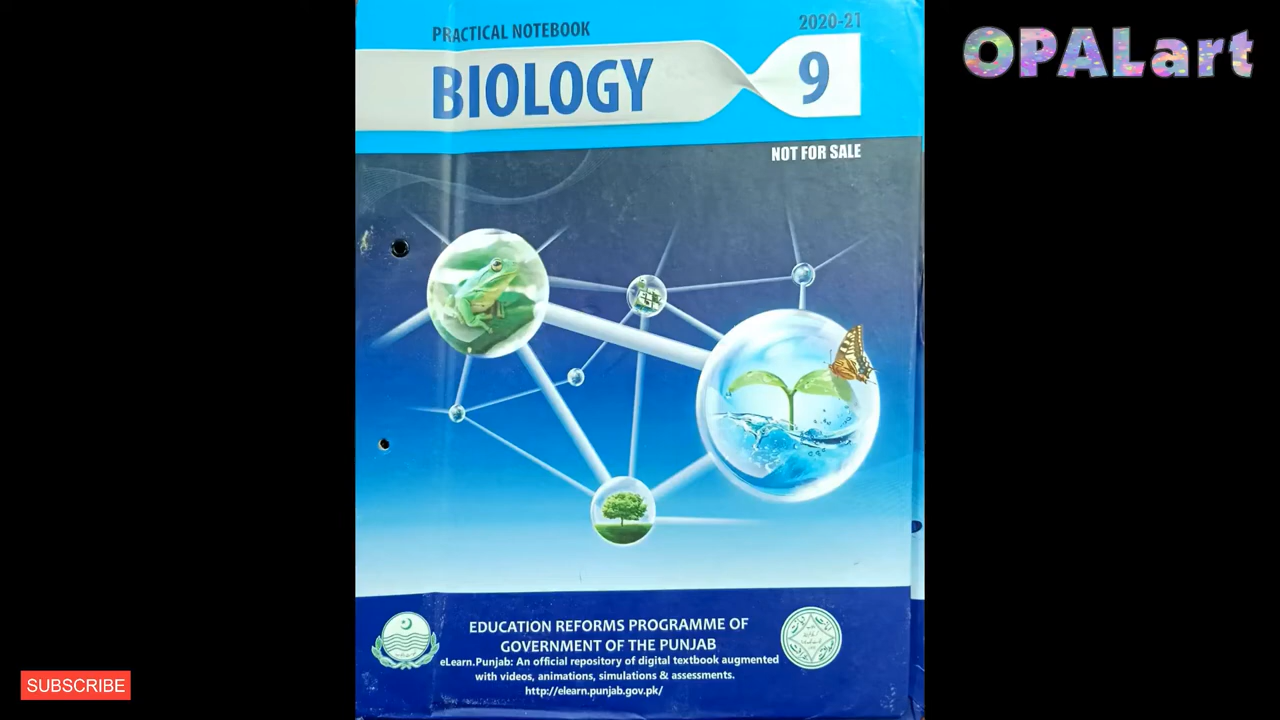 PRACTICAL NOTEBOOK
2020-21
OPALart
BIOLOGY
9
NOT FOR SALE
EDUCATION REFORMS PROGRAMME OF
GOVERNMENT OF THE PUNJAB
eLearn.Punjab: An official repository of digital textbook augmented
with videos, animations, simulations & assessments.
http://elearn.punjab.gov.pk/
SUBSCRIBE